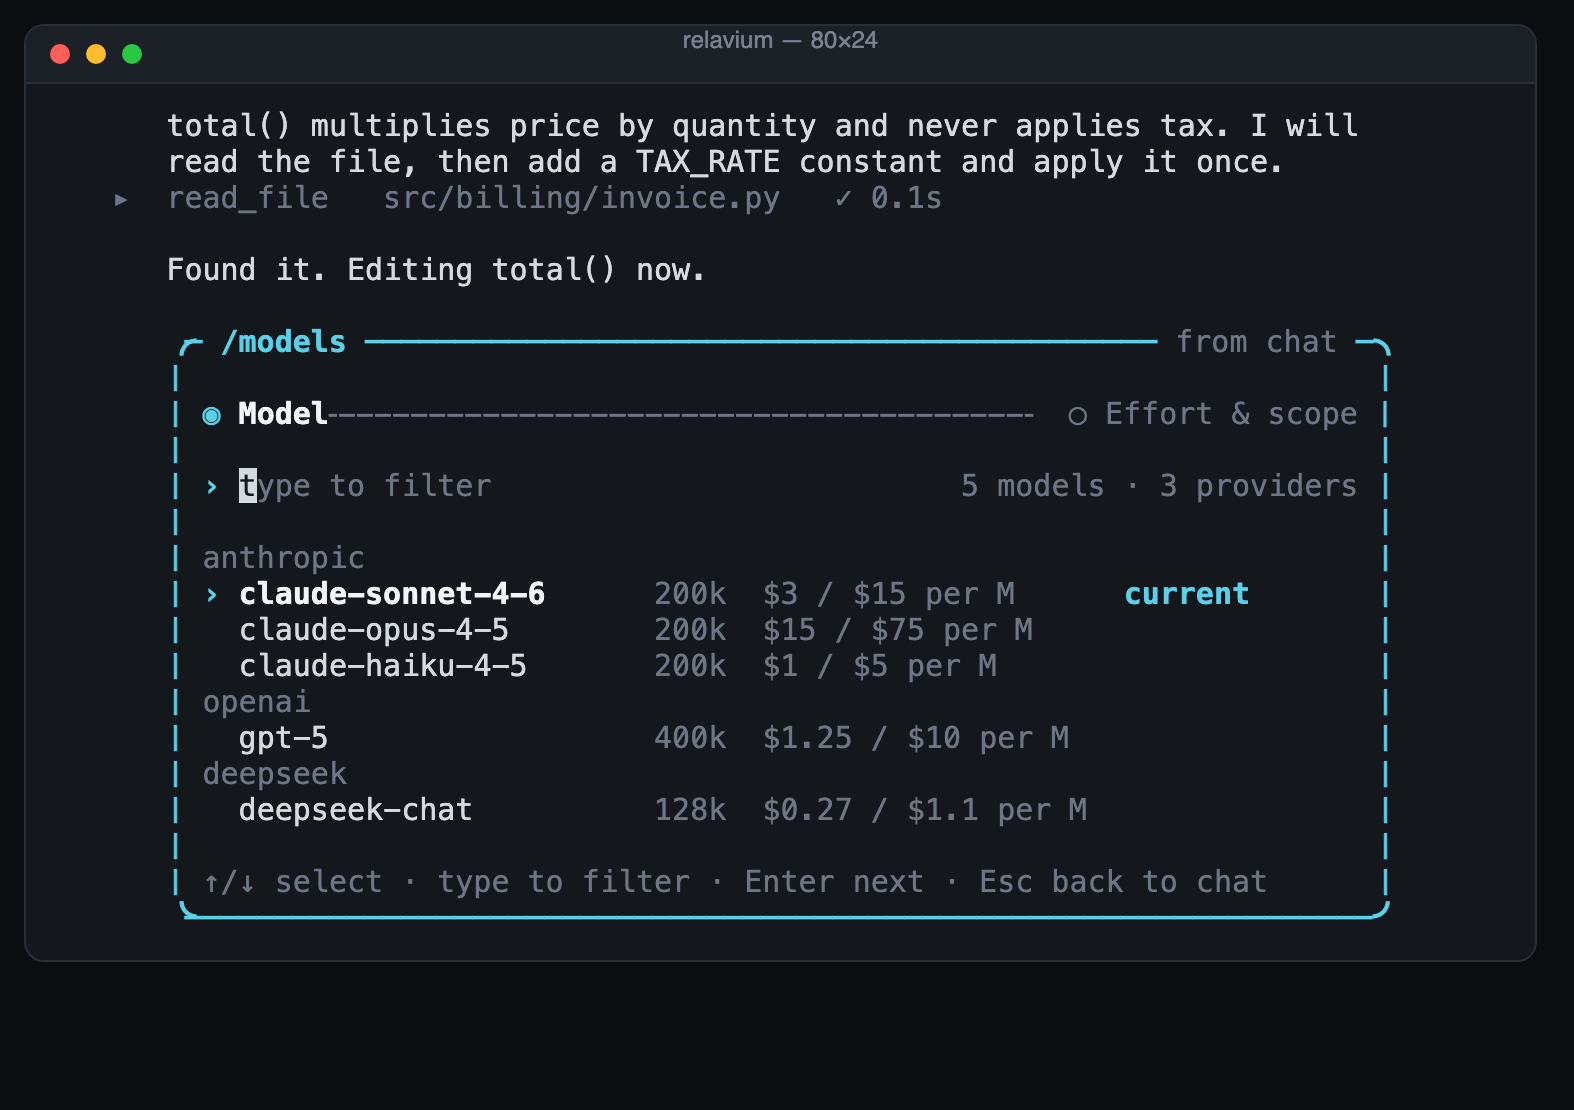 relavium — 80×24
total() multiplies price by quantity and never applies tax. I will
read the file, then add a TAX_RATE constant and apply it once.
▸ read_file src/billing/invoice.py ✓ 0.1s
Found it. Editing total() now.
/models from chat
◉ Model ○ Effort & scope
› type to filter 5 models · 3 providers
anthropic
› claude-sonnet-4-6 200k $3 / $15 per M current
claude-opus-4-5 200k $15 / $75 per M
claude-haiku-4-5 200k $1 / $5 per M
openai
gpt-5 400k $1.25 / $10 per M
deepseek
deepseek-chat 128k $0.27 / $1.1 per M
↑/↓ select · type to filter · Enter next · Esc back to chat